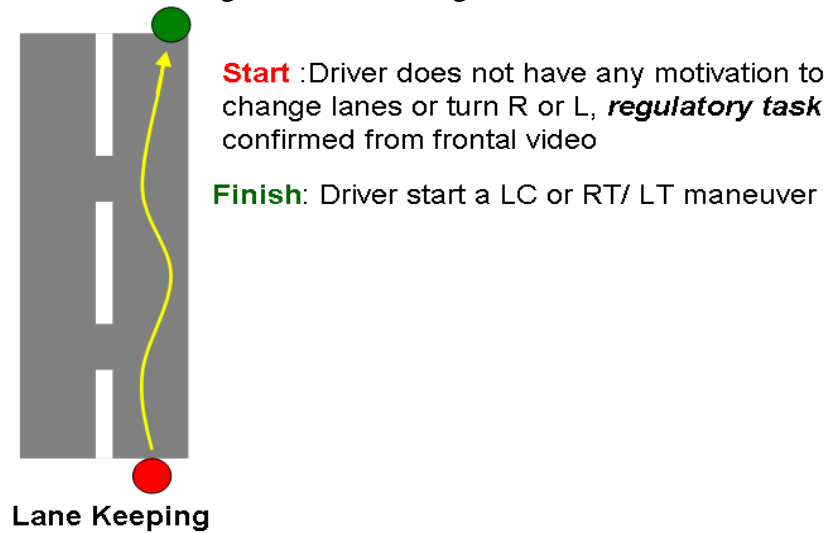 Start :Driver does not have any motivation to
change lanes or turn R or L, regulatory task
confirmed from frontal video
Finish: Driver start a LC or RT/ LT maneuver
Lane Keeping